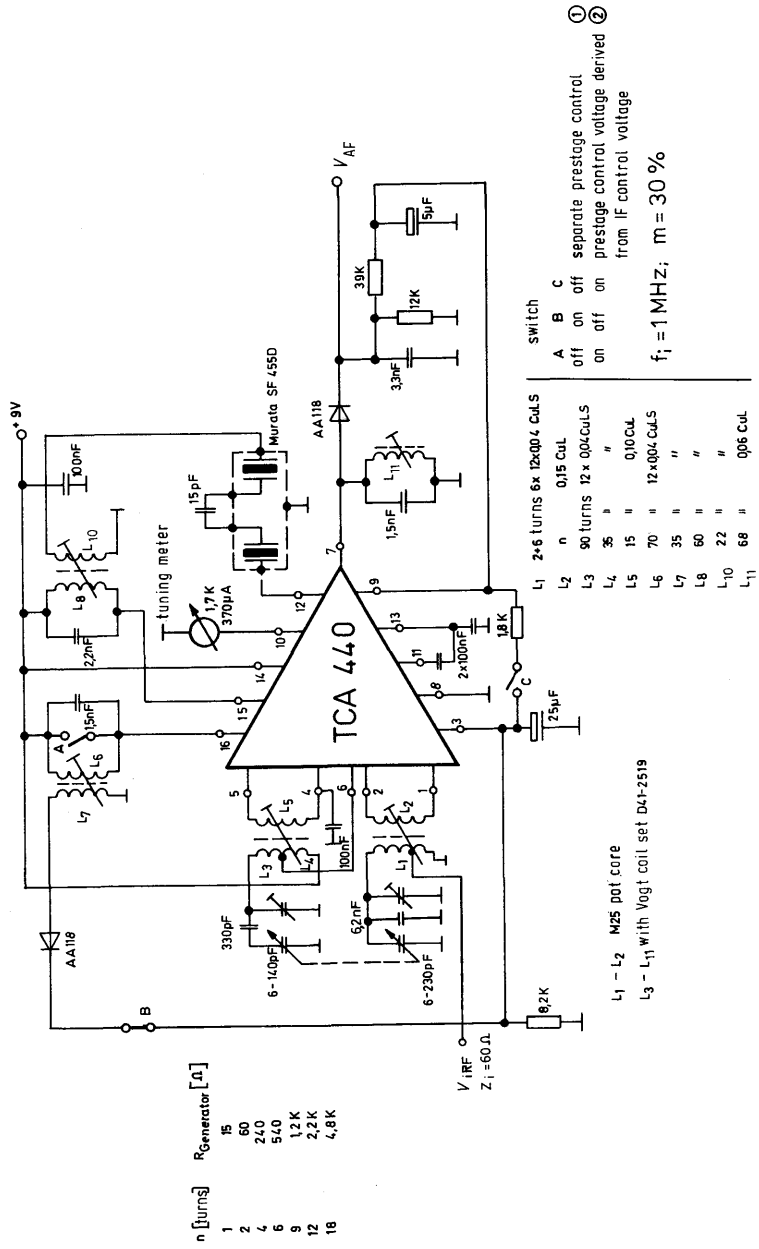 + 9V
100nF
L10
L8
2,2nF
A
1,5nF
L6
L7
AA118
B
tuning meter
1,7K
370µA
15pF
Murata SF 455D
16
15
14
10
12
TCA 440
5
4
6
2
1
3
8
11
13
9
7
L5
L3
L4
100nF
330pF
6-140pF
L2
L1
6,2nF
6-230pF
V iRF
Zi = 60 Ω
8,2K
25µF
C
1,8K
2x100nF
1,5nF
L11
AA118
3,3nF
12K
39K
5µF
VAF
n [turns] RGenerator [Ω]
1 15
2 60
4 240
6 540
9 1,2K
12 2,2K
18 4,8K
L1 – L2 M25 pot core
L3 – L11 with Vogt coil set D41-2519
L1 2+6 turns 6x 12x0,04 CuLS
L2 n 0,15 CuL
L3 90 turns 12 x 0,04 CuLS
L4 35 " "
L5 15 " 0,10 CuL
L6 70 " 12x0,04 CuLS
L7 35 " "
L8 60 " "
L10 22 " "
L11 68 " 0,06 CuL
switch
A B C
off on off separate prestage control ①
on off on prestage control voltage derived ②
from IF control voltage
fi = 1 MHz; m = 30 %